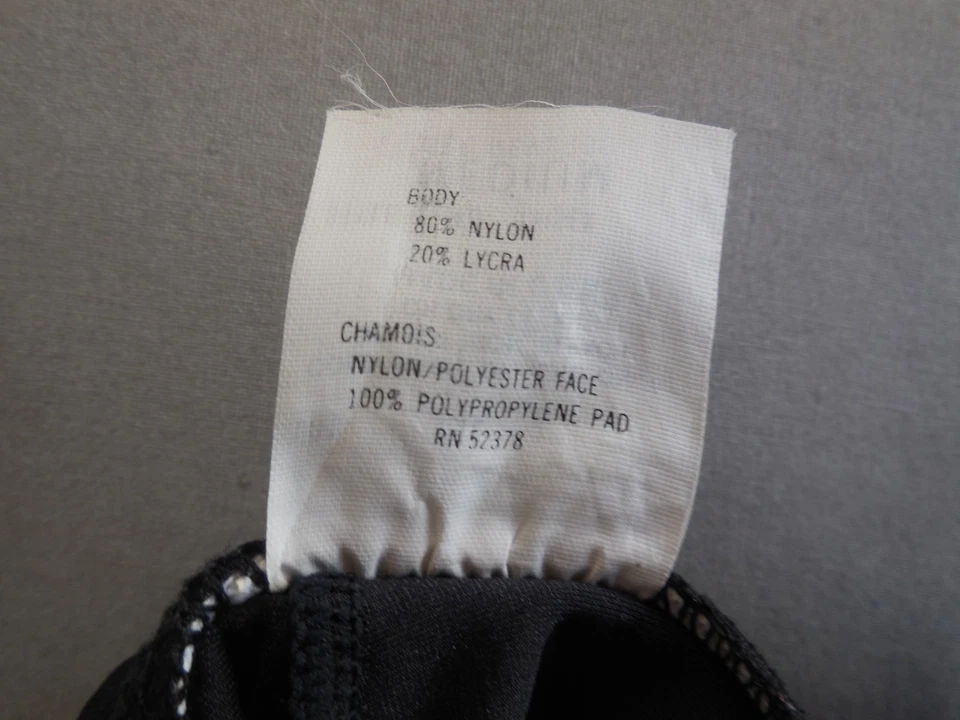 BODY
80% NYLON
20% LYCRA
CHAMOIS
NYLON/POLYESTER FACE
100% POLYPROPYLENE PAD
RN 52378